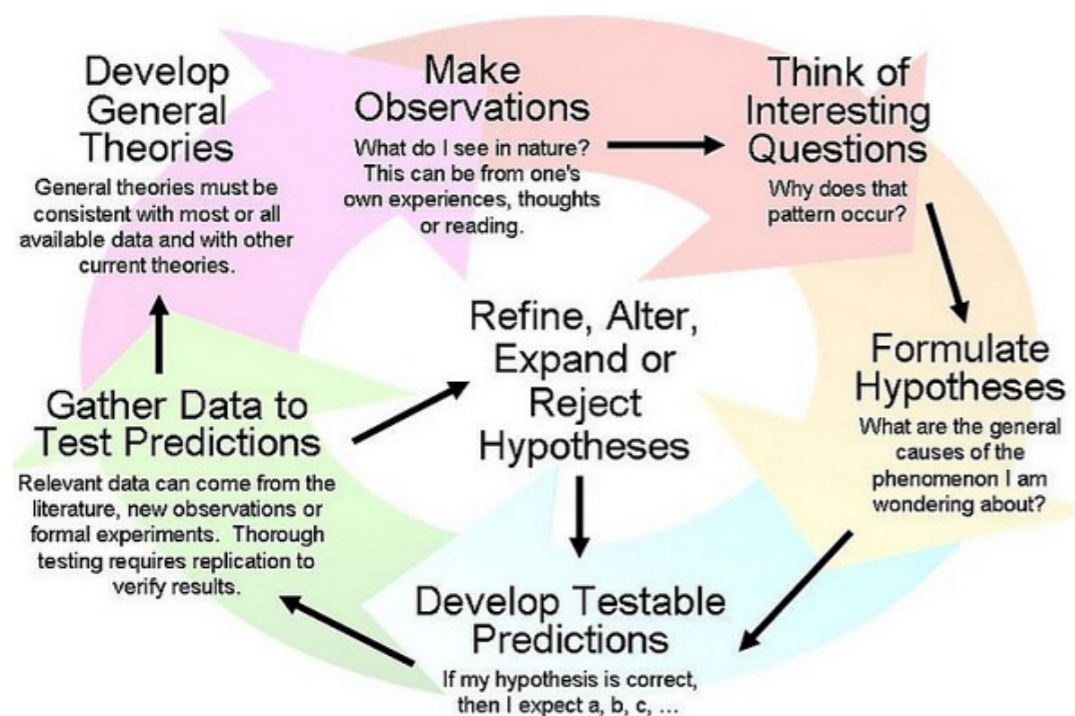 Make
Observations
What do I see in nature?
This can be from one's
own experiences, thoughts
or reading.
Think of
Interesting
Questions
Why does that
pattern occur?
Formulate
Hypotheses
What are the general
causes of the
phenomenon I am
wondering about?
Develop Testable
Predictions
If my hypothesis is correct,
then I expect a, b, c, ...
Gather Data to
Test Predictions
Relevant data can come from the
literature, new observations or
formal experiments. Thorough
testing requires replication to
verify results.
Refine, Alter,
Expand or
Reject
Hypotheses
Develop
General
Theories
General theories must be
consistent with most or all
available data and with other
current theories.